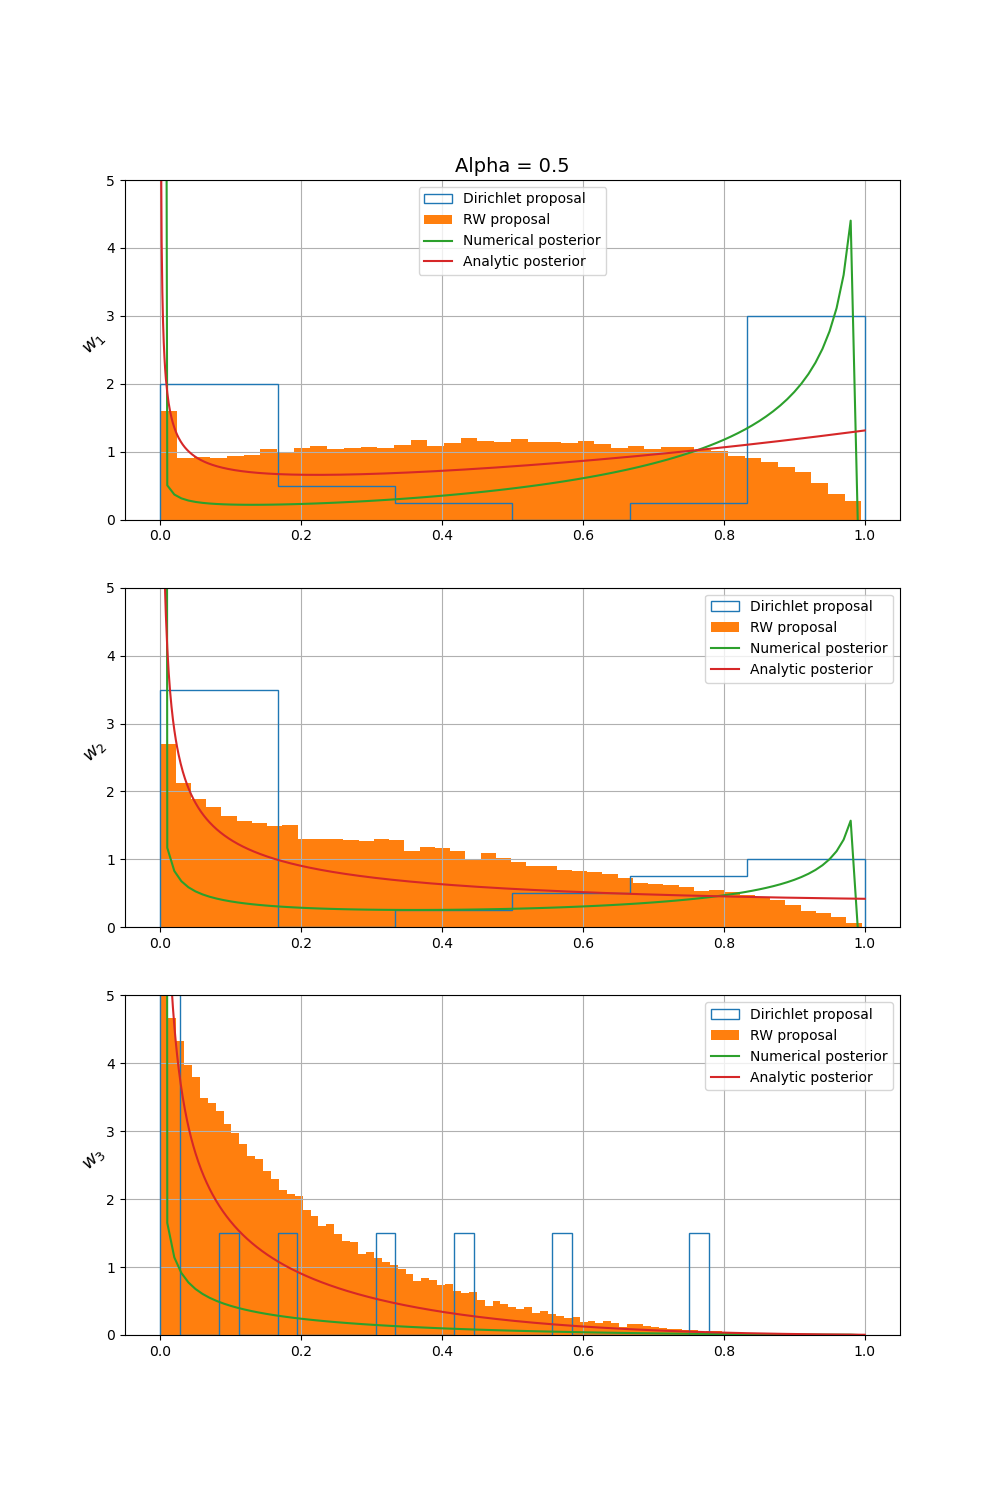 Alpha = 0.5
5
4
3
2
1
0
w₁
Dirichlet proposal
RW proposal
Numerical posterior
Analytic posterior
0.0 0.2 0.4 0.6 0.8 1.0
5
4
3
2
1
0
w₂
Dirichlet proposal
RW proposal
Numerical posterior
Analytic posterior
0.0 0.2 0.4 0.6 0.8 1.0
5
4
3
2
1
0
w₃
Dirichlet proposal
RW proposal
Numerical posterior
Analytic posterior
0.0 0.2 0.4 0.6 0.8 1.0